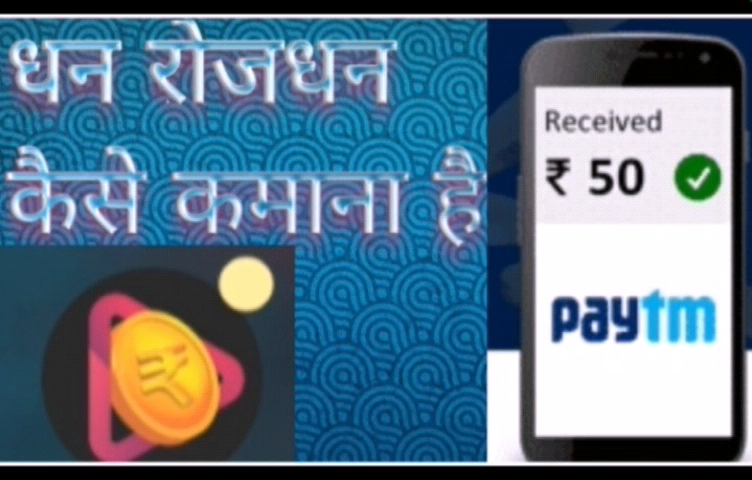 धन रोजधन
कैसे कमाना है
Received
₹ 50
paytm
₹